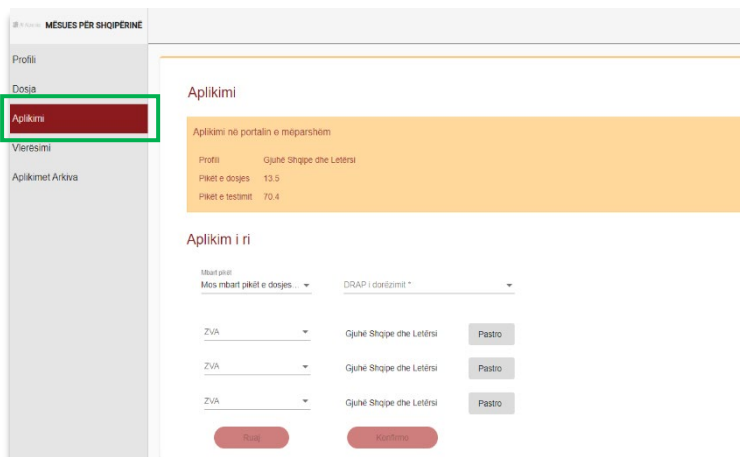 MËSUES PËR SHQIPËRINË
Profili
Dosja
Aplikimi
Vlerësimi
Aplikimet Arkiva
Aplikimi
Aplikimi në portalin e mëparshëm
Profili Gjuhë Shqipe dhe Letërsi
Pikët e dosjes 13.5
Pikët e testimit 70.4
Aplikim i ri
Mbart pikët
Mos mbart pikët e dosjes... DRAP i dorëzimit *
ZVA Gjuhë Shqipe dhe Letërsi Pastro
ZVA Gjuhë Shqipe dhe Letërsi Pastro
ZVA Gjuhë Shqipe dhe Letërsi Pastro
Ruaj Konfirmo